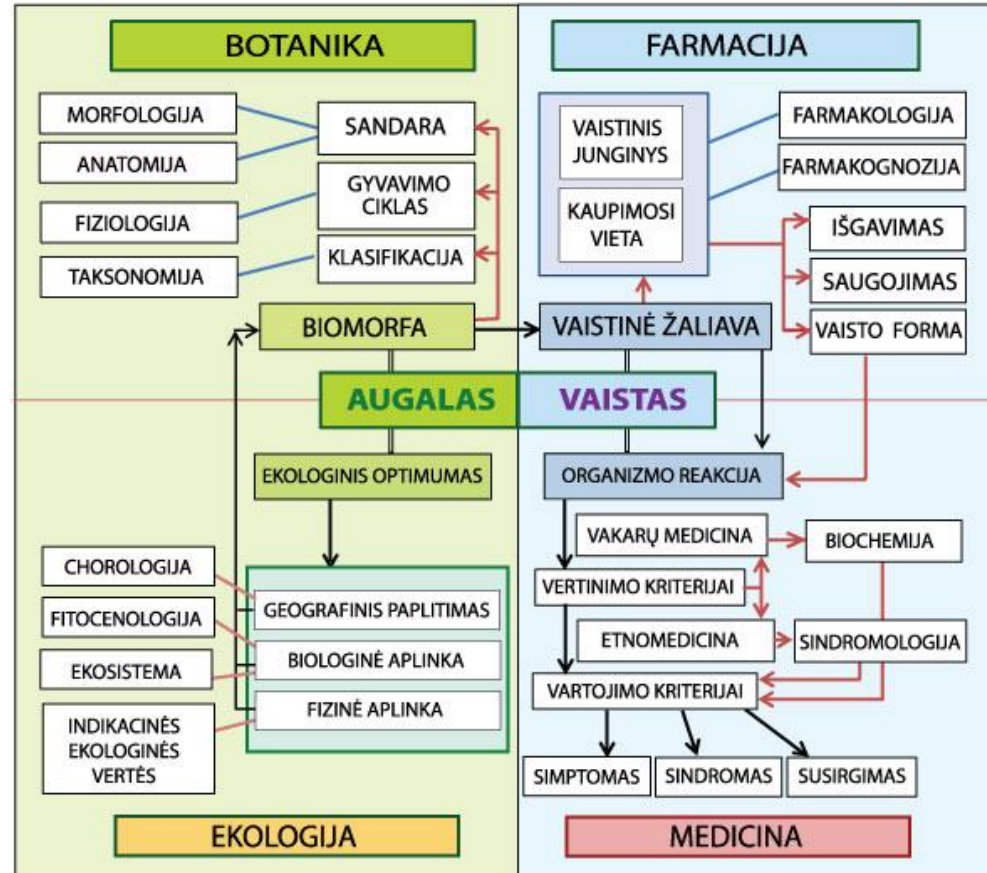 BOTANIKA
MORFOLOGIJA
ANATOMIJA
FIZIOLOGIJA
TAKSONOMIJA
SANDARA
GYVAVIMO
CIKLAS
KLASIFIKACIJA
BIOMORFA
FARMACIJA
VAISTINIS
JUNGINYS
KAUPIMOSI
VIETA
FARMAKOLOGIJA
FARMAKOGNOZIJA
IŠGAVIMAS
SAUGOJIMAS
VAISTO FORMA
VAISTINĖ ŽALIAVA
AUGALAS
VAISTAS
EKOLOGINIS OPTIMUMAS
CHOROLOGIJA
FITOCENOLOGIJA
EKOSISTEMA
INDIKACINĖS
EKOLOGINĖS
VERTĖS
GEOGRAFINIS PAPLITIMAS
BIOLOGINĖ APLINKA
FIZINĖ APLINKA
EKOLOGIJA
ORGANIZMO REAKCIJA
VAKARŲ MEDICINA
BIOCHEMIJA
VERTINIMO KRITERIJAI
ETNOMEDICINA
SINDROMOLOGIJA
VARTOJIMO KRITERIJAI
SIMPTOMAS
SINDROMAS
SUSIRGIMAS
MEDICINA